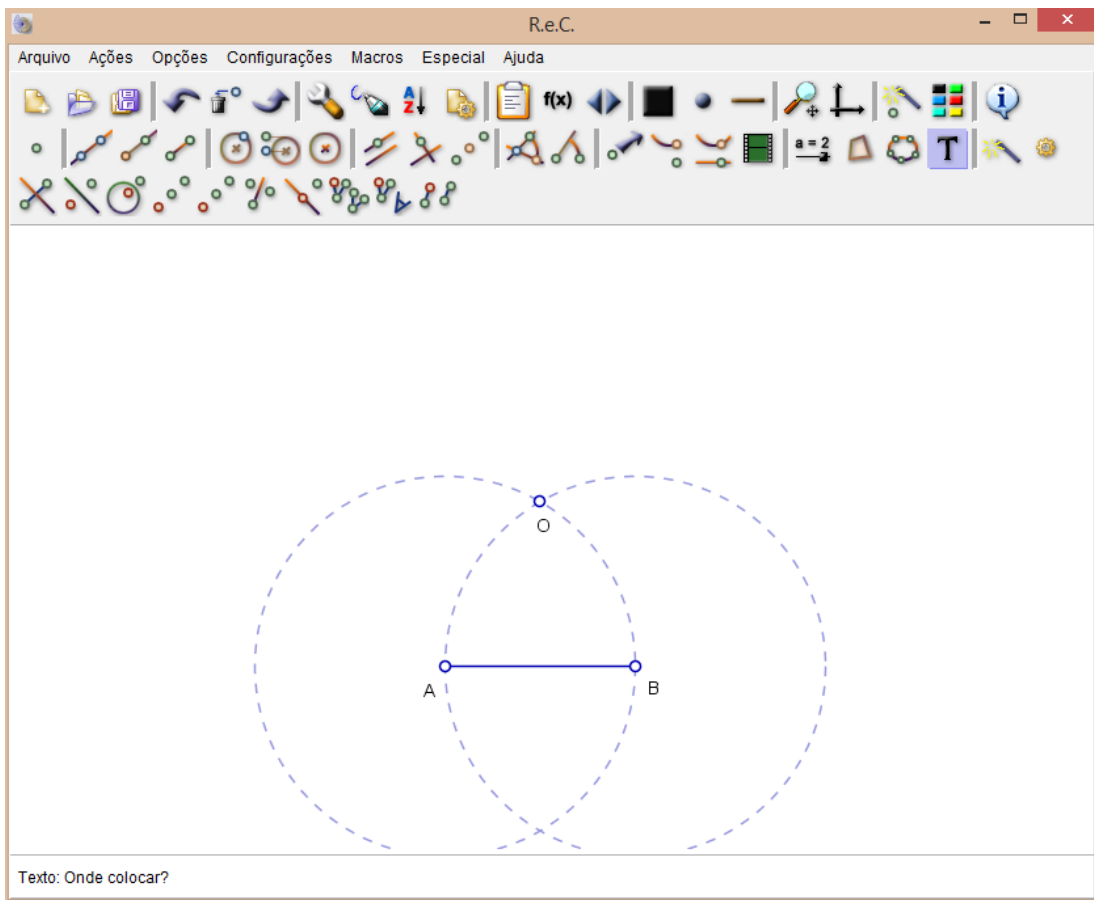 R.e.C.
Arquivo Ações Opções Configurações Macros Especial Ajuda
A Z f(x) i
a = 2 T
O
A B
Texto: Onde colocar?